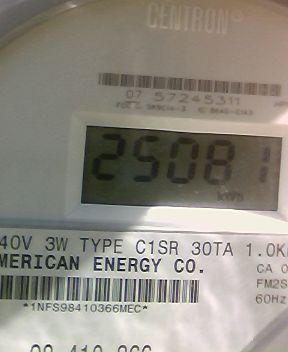 CENTRON®
07 57245311
25081
kWh
40V 3W TYPE C1SR 30TA 1.0K
MERICAN ENERGY CO.
CA 0
FM2S
60Hz
*1NFS98410366MEC*